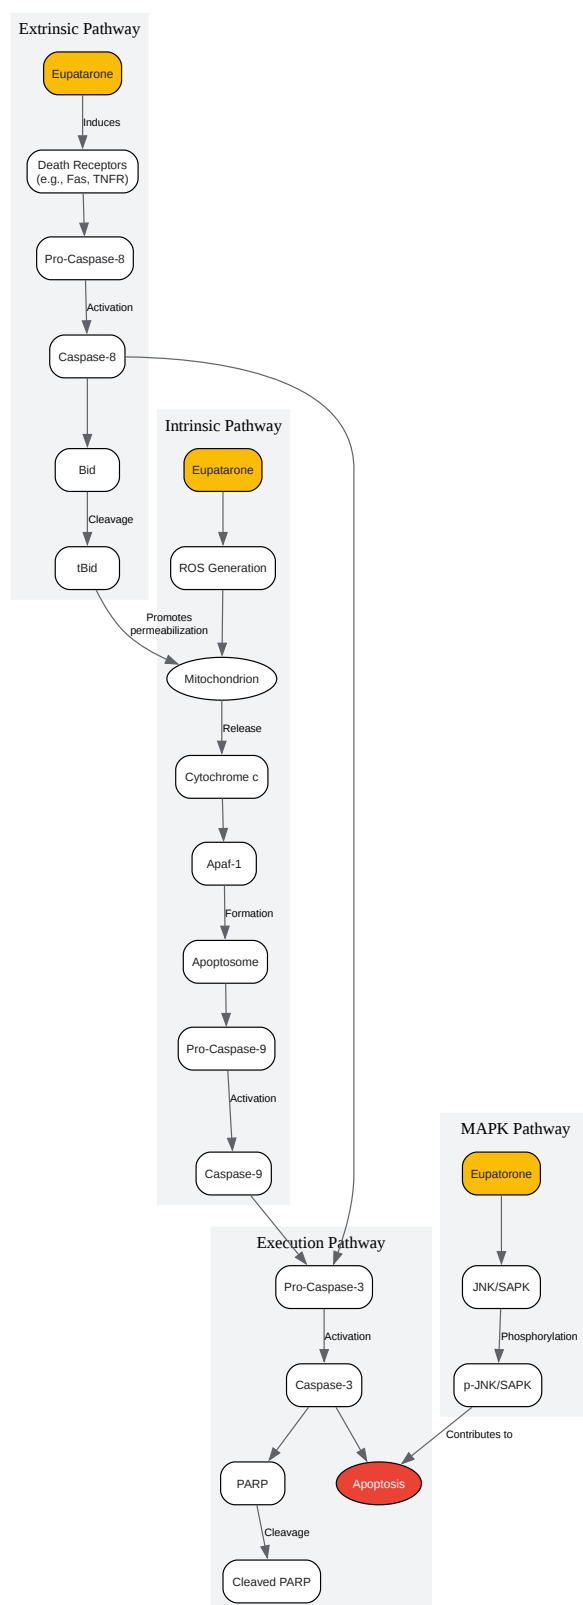 Extrinsic Pathway
Eupatarone
Induces
Death Receptors
(e.g., Fas, TNFR)
Pro-Caspase-8
Activation
Caspase-8
Bid
Cleavage
tBid
Promotes
permeabilization
Intrinsic Pathway
Eupatarone
ROS Generation
Mitochondrion
Release
Cytochrome c
Apaf-1
Formation
Apoptosome
Pro-Caspase-9
Activation
Caspase-9
MAPK Pathway
Eupatorone
JNK/SAPK
Phosphorylation
p-JNK/SAPK
Contributes to
Execution Pathway
Pro-Caspase-3
Activation
Caspase-3
PARP
Apoptosis
Cleavage
Cleaved PARP